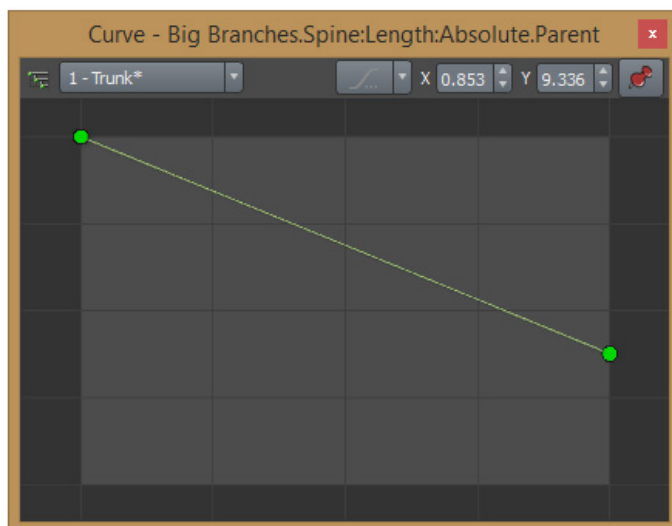 Curve - Big Branches.Spine:Length:Absolute.Parent x
1 - Trunk* X 0.853 Y 9.336